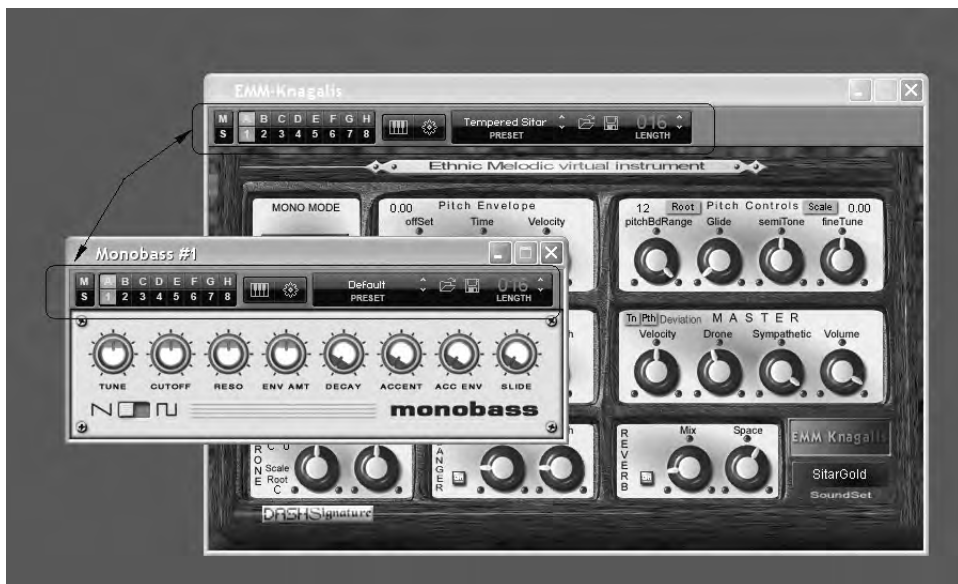 EMM-Knagalis
M A B C D E F G H
S 1 2 3 4 5 6 7 8
Tempered Sitar
PRESET
016
LENGTH
Ethnic Melodic virtual instrument
MONO MODE
0.00 Pitch Envelope
offSet Time Velocity
12 Root Pitch Controls Scale 0.00
pitchBdRange Glide semiTone fineTune
Tn Pth Deviation MASTER
Velocity Drone Sympathetic Volume
Monobass #1
M A B C D E F G H
S 1 2 3 4 5 6 7 8
Default
PRESET
016
LENGTH
TUNE CUTOFF RESO ENV AMT DECAY ACCENT ACC ENV SLIDE
monobass
Scale
Root
C
REVERB
Mix Space
EMM Knagalis
SitarGold
SoundSet
DASHSignature